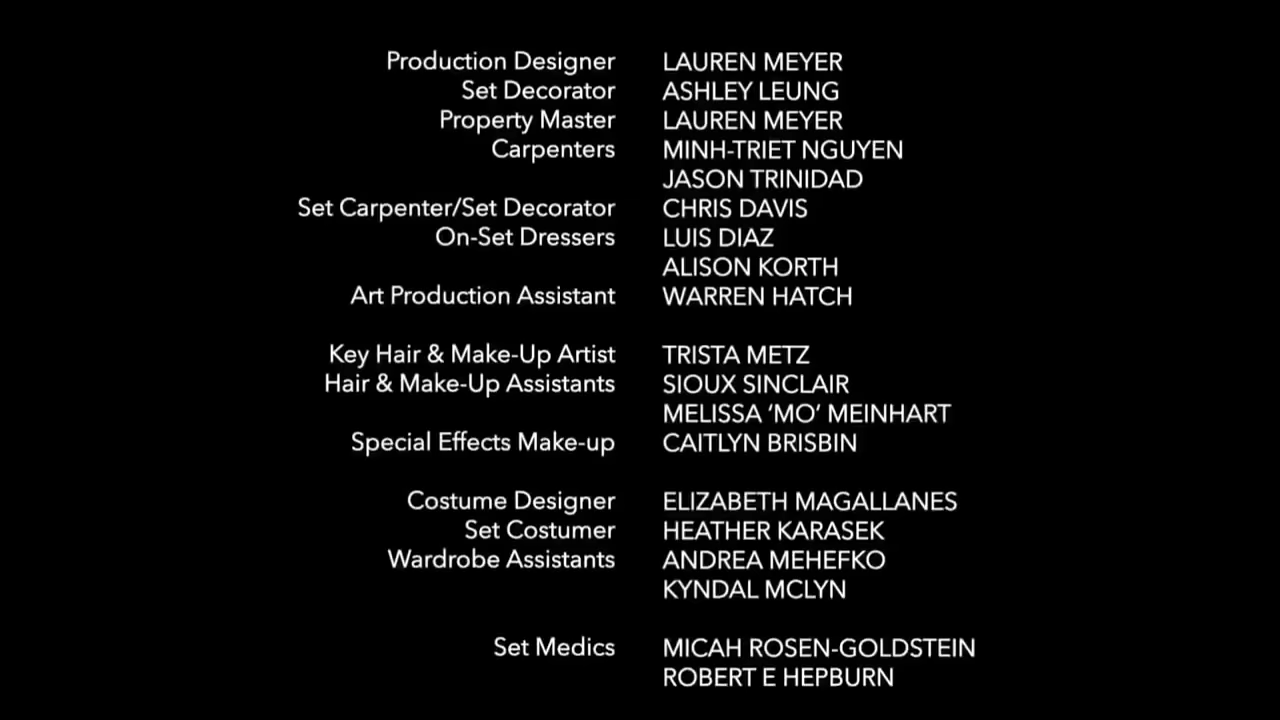 Production Designer LAUREN MEYER
Set Decorator ASHLEY LEUNG
Property Master LAUREN MEYER
Carpenters MINH-TRIET NGUYEN
JASON TRINIDAD
Set Carpenter/Set Decorator CHRIS DAVIS
On-Set Dressers LUIS DIAZ
ALISON KORTH
Art Production Assistant WARREN HATCH
Key Hair & Make-Up Artist TRISTA METZ
Hair & Make-Up Assistants SIOUX SINCLAIR
MELISSA ‘MO’ MEINHART
Special Effects Make-up CAITLYN BRISBIN
Costume Designer ELIZABETH MAGALLANES
Set Costumer HEATHER KARASEK
Wardrobe Assistants ANDREA MEHEFKO
KYNDAL MCLYN
Set Medics MICAH ROSEN-GOLDSTEIN
ROBERT E HEPBURN